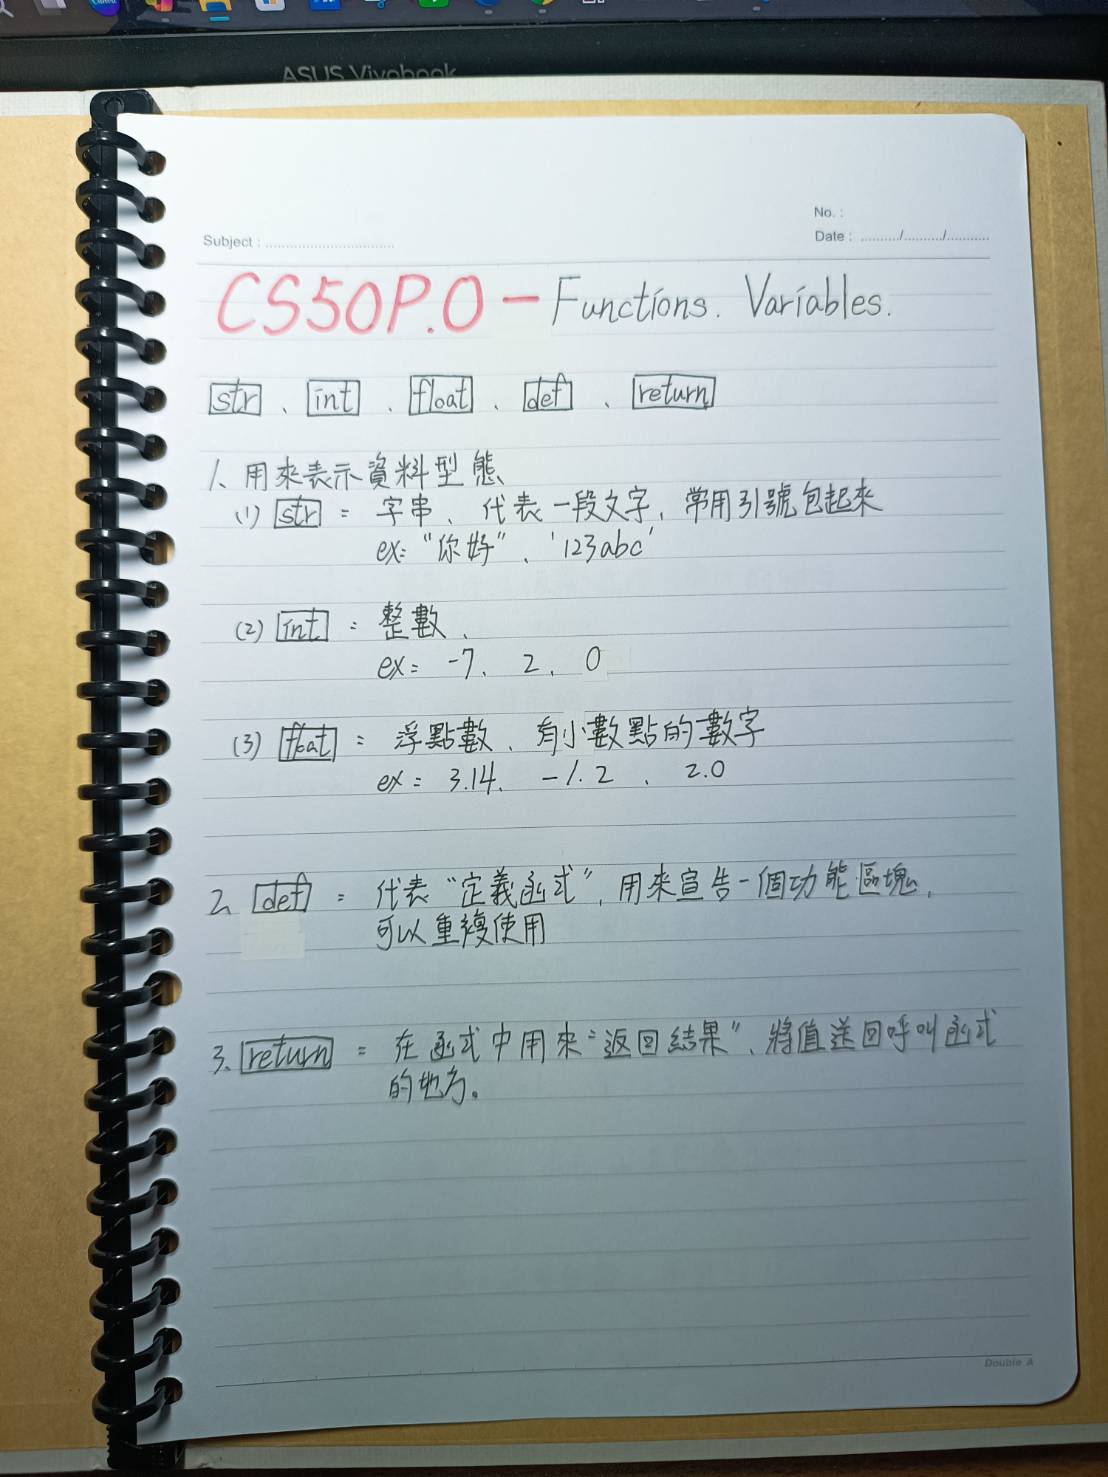 ASUS Vivobook
No. :
Subject : ................................
Date : ........../........../...........
CS50P.0 - Functions. Variables.
str、int、float、def、return
1、用來表示資料型態
(1) str : 字串、代表一段文字，常用引號包起來
ex: "你好"、'123abc'
(2) int : 整數、
ex: -7、2、0
(3) float : 浮點數、有小數點的數字
ex: 3.14、-1.2、2.0
2、def : 代表"定義函式"，用來宣告一個功能區塊，
可以重複使用
3、return : 在函式中用來"返回結果"、將值送回呼叫函式
的地方。
Double A